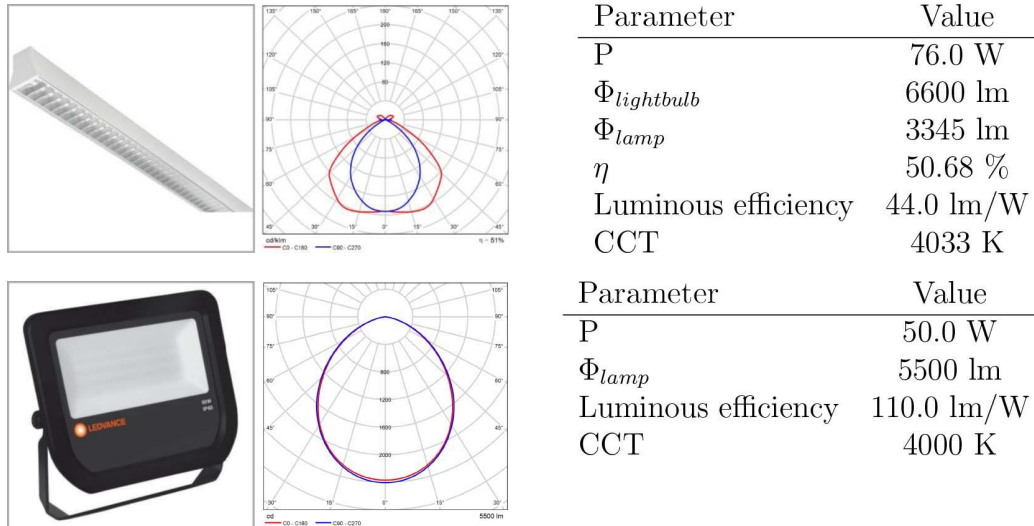 135° 150° 165° 180° 165° 150° 135°
120° 200 120°
160
105° 120 105°
80
90° 90°
75° 75°
60° 60°
45° 45°
30° 15° 0° 15° 30°
cd/klm η = 51%
C0 - C180 C90 - C270
Parameter Value
P 76.0 W
Φlightbulb 6600 lm
Φlamp 3345 lm
η 50.68 %
Luminous efficiency 44.0 lm/W
CCT 4033 K
LEDVANCE
105° 105°
90° 90°
75° 75°
800
60° 1200 60°
45° 1600 45°
2000
30° 15° 0° 15° 30°
cd 5500 lm
C0 - C180 C90 - C270
Parameter Value
P 50.0 W
Φlamp 5500 lm
Luminous efficiency 110.0 lm/W
CCT 4000 K